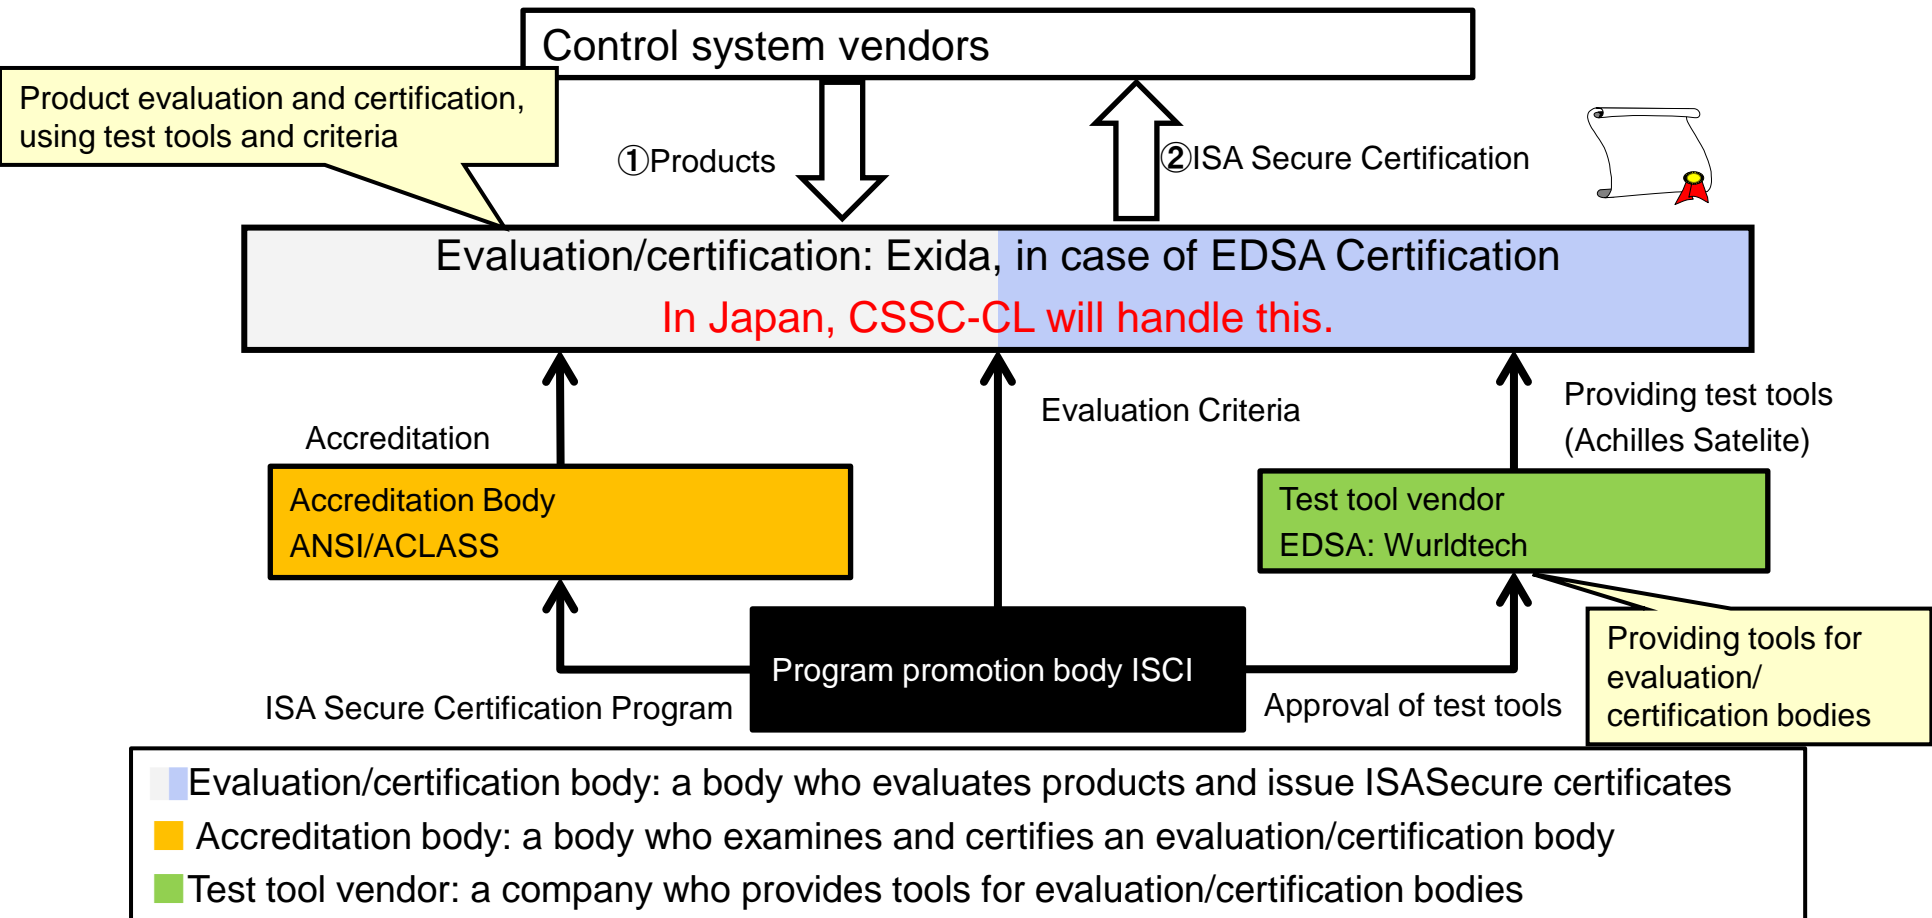 Control system vendors
Product evaluation and certification,
using test tools and criteria
①Products
②ISA Secure Certification
Evaluation/certification: Exida, in case of EDSA Certification
In Japan, CSSC-CL will handle this.
Accreditation
Evaluation Criteria
Providing test tools
(Achilles Satelite)
Accreditation Body
ANSI/ACLASS
Test tool vendor
EDSA: Wurldtech
Program promotion body ISCI
ISA Secure Certification Program
Approval of test tools
Providing tools for
evaluation/
certification bodies
Evaluation/certification body: a body who evaluates products and issue ISASecure certificates
Accreditation body: a body who examines and certifies an evaluation/certification body
Test tool vendor: a company who provides tools for evaluation/certification bodies